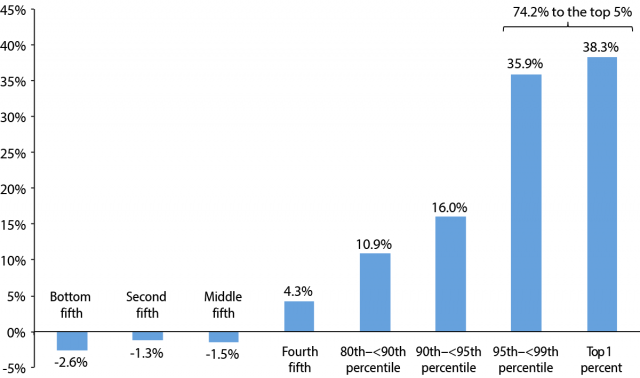 74.2% to the top 5%
45%
40%
35%
30%
25%
20%
15%
10%
5%
0%
-5%
Bottom
fifth
-2.6%
Second
fifth
-1.3%
Middle
fifth
-1.5%
4.3%
Fourth
fifth
10.9%
80th–<90th
percentile
16.0%
90th–<95th
percentile
35.9%
95th–<99th
percentile
38.3%
Top1
percent